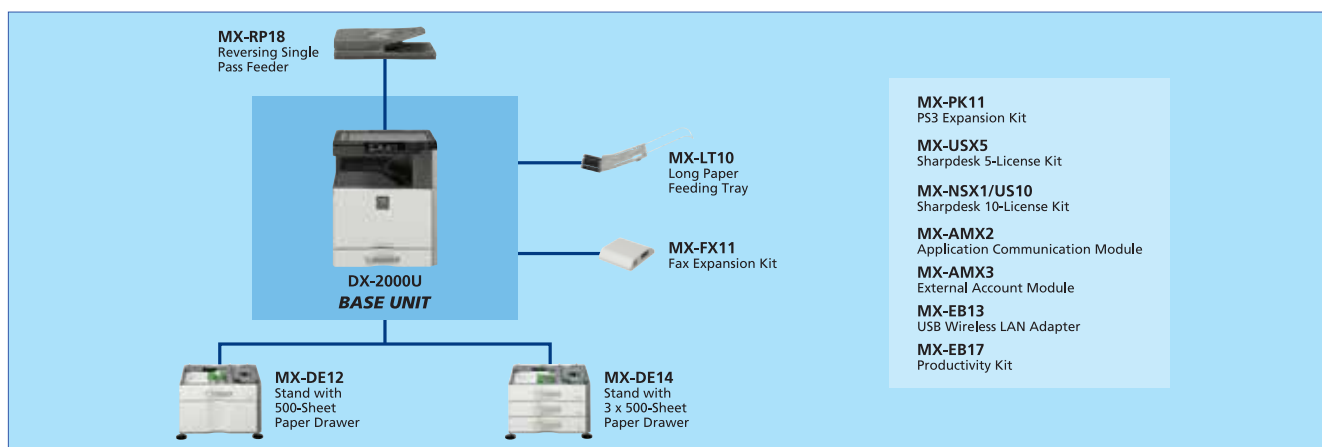 MX-RP18
Reversing Single
Pass Feeder
MX-LT10
Long Paper
Feeding Tray
MX-FX11
Fax Expansion Kit
DX-2000U
BASE UNIT
MX-DE12
Stand with
500-Sheet
Paper Drawer
MX-DE14
Stand with
3 x 500-Sheet
Paper Drawer
MX-PK11
PS3 Expansion Kit
MX-USX5
Sharpdesk 5-License Kit
MX-NSX1/US10
Sharpdesk 10-License Kit
MX-AMX2
Application Communication Module
MX-AMX3
External Account Module
MX-EB13
USB Wireless LAN Adapter
MX-EB17
Productivity Kit